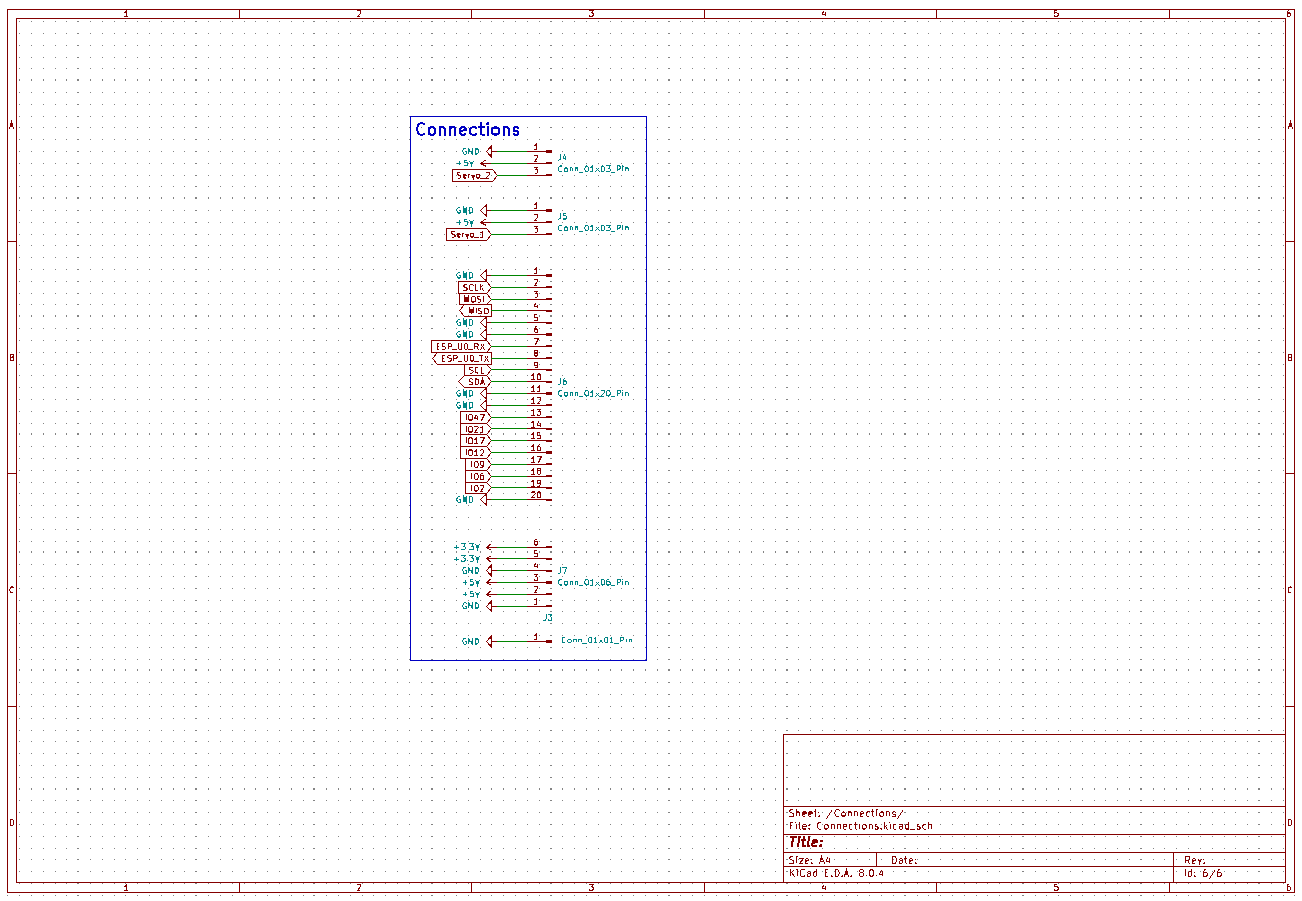 1 2 3 4 5 6
A A
B B
C C
D D
Connections
GND 1
+5V 2 J4
Servo_2 3 Conn_01x03_Pin
GND 1
+5V 2 J5
Servo_1 3 Conn_01x03_Pin
GND 1
SCLK 2
MOSI 3
MISO 4
GND 5
GND 6
ESP_U0_RX 7
ESP_U0_TX 8
SCL 9
SDA 10 J6
GND 11 Conn_01x20_Pin
GND 12
IO47 13
IO21 14
IO17 15
IO12 16
IO9 17
IO6 18
19
GND 20
+3.3V 6
+3.3V 5
GND 4 J7
+5V 3 Conn_01x06_Pin
+5V 2
GND 1
J3
GND 1 Conn_01x01_Pin
Sheet: /Connections/
File: Connections.kicad_sch
Title:
Size: A4 Date: Rev:
KiCad E.D.A. 8.0.4 Id: 6/6
1 2 3 4 5 6